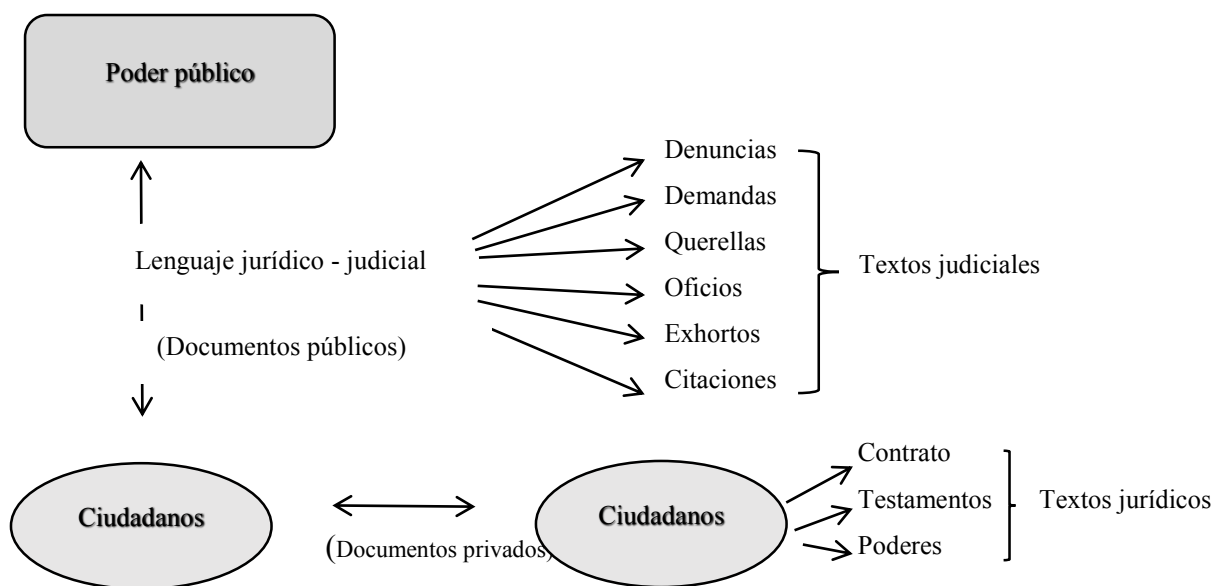 Poder público
Denuncias
Demandas
Querellas
Lenguaje jurídico - judicial
Textos judiciales
Oficios
Exhortos
(Documentos públicos)
Citaciones
Contrato
Ciudadanos
Ciudadanos
Testamentos
Textos jurídicos
(Documentos privados)
Poderes